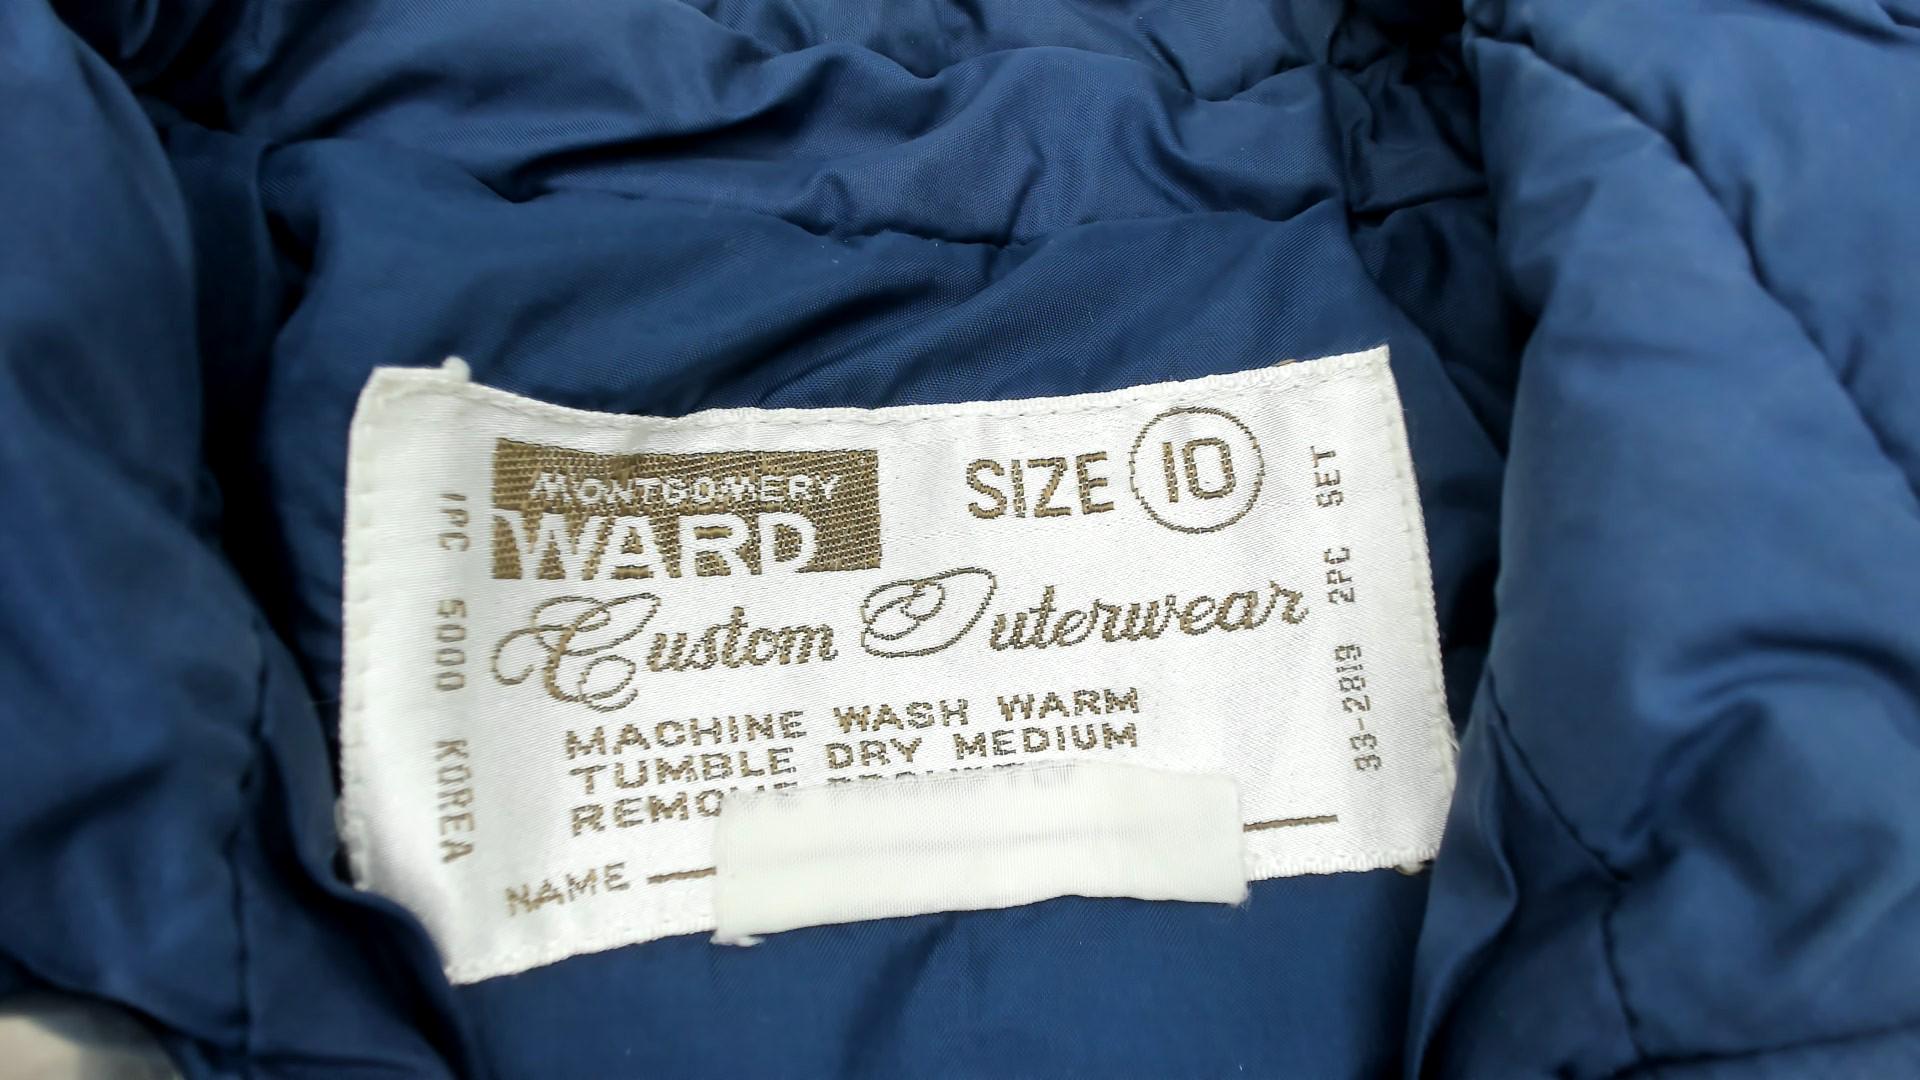 MONTGOMERY
WARD
SIZE 10
Custom Outerwear
MACHINE WASH WARM
TUMBLE DRY MEDIUM
NAME
IPC 5000 KOREA
33-2819 2PC SET